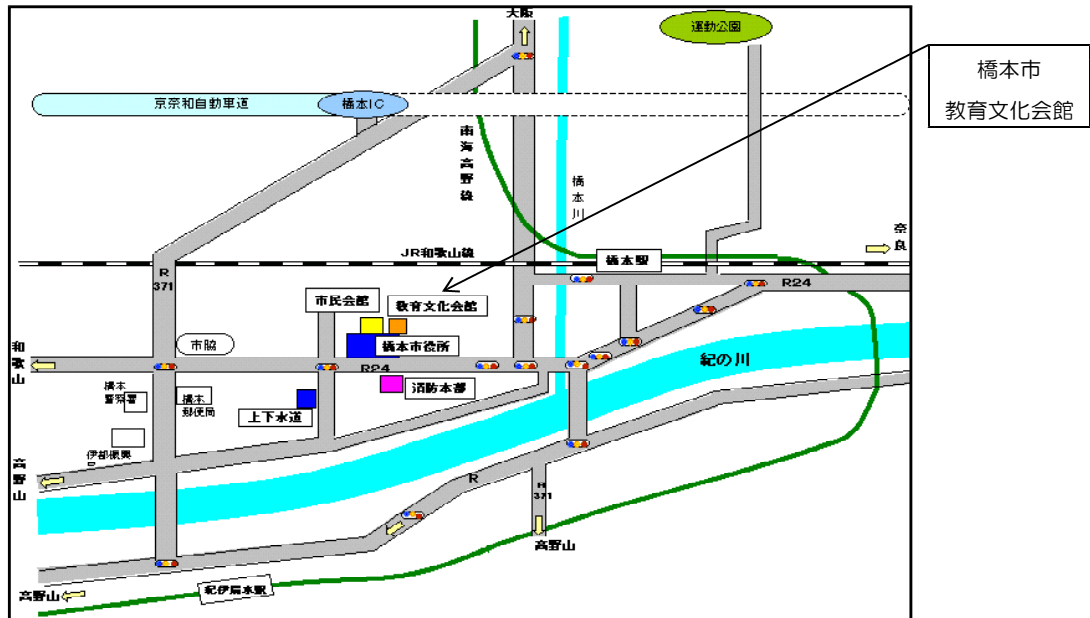 大阪
運動公園
橋本市
教育文化会館
京奈和自動車道
橋本IC
南海高野線
橋本川
奈良
JR和歌山線
橋本駅
R
371
R24
市民会館
教育文化会館
和歌山
市脇
橋本市役所
R24
紀の川
消防本部
橋本
警察署
橋本
郵便局
上下水道
伊都振興
高野山
R
R
371
高野山
高野山
紀伊清水駅